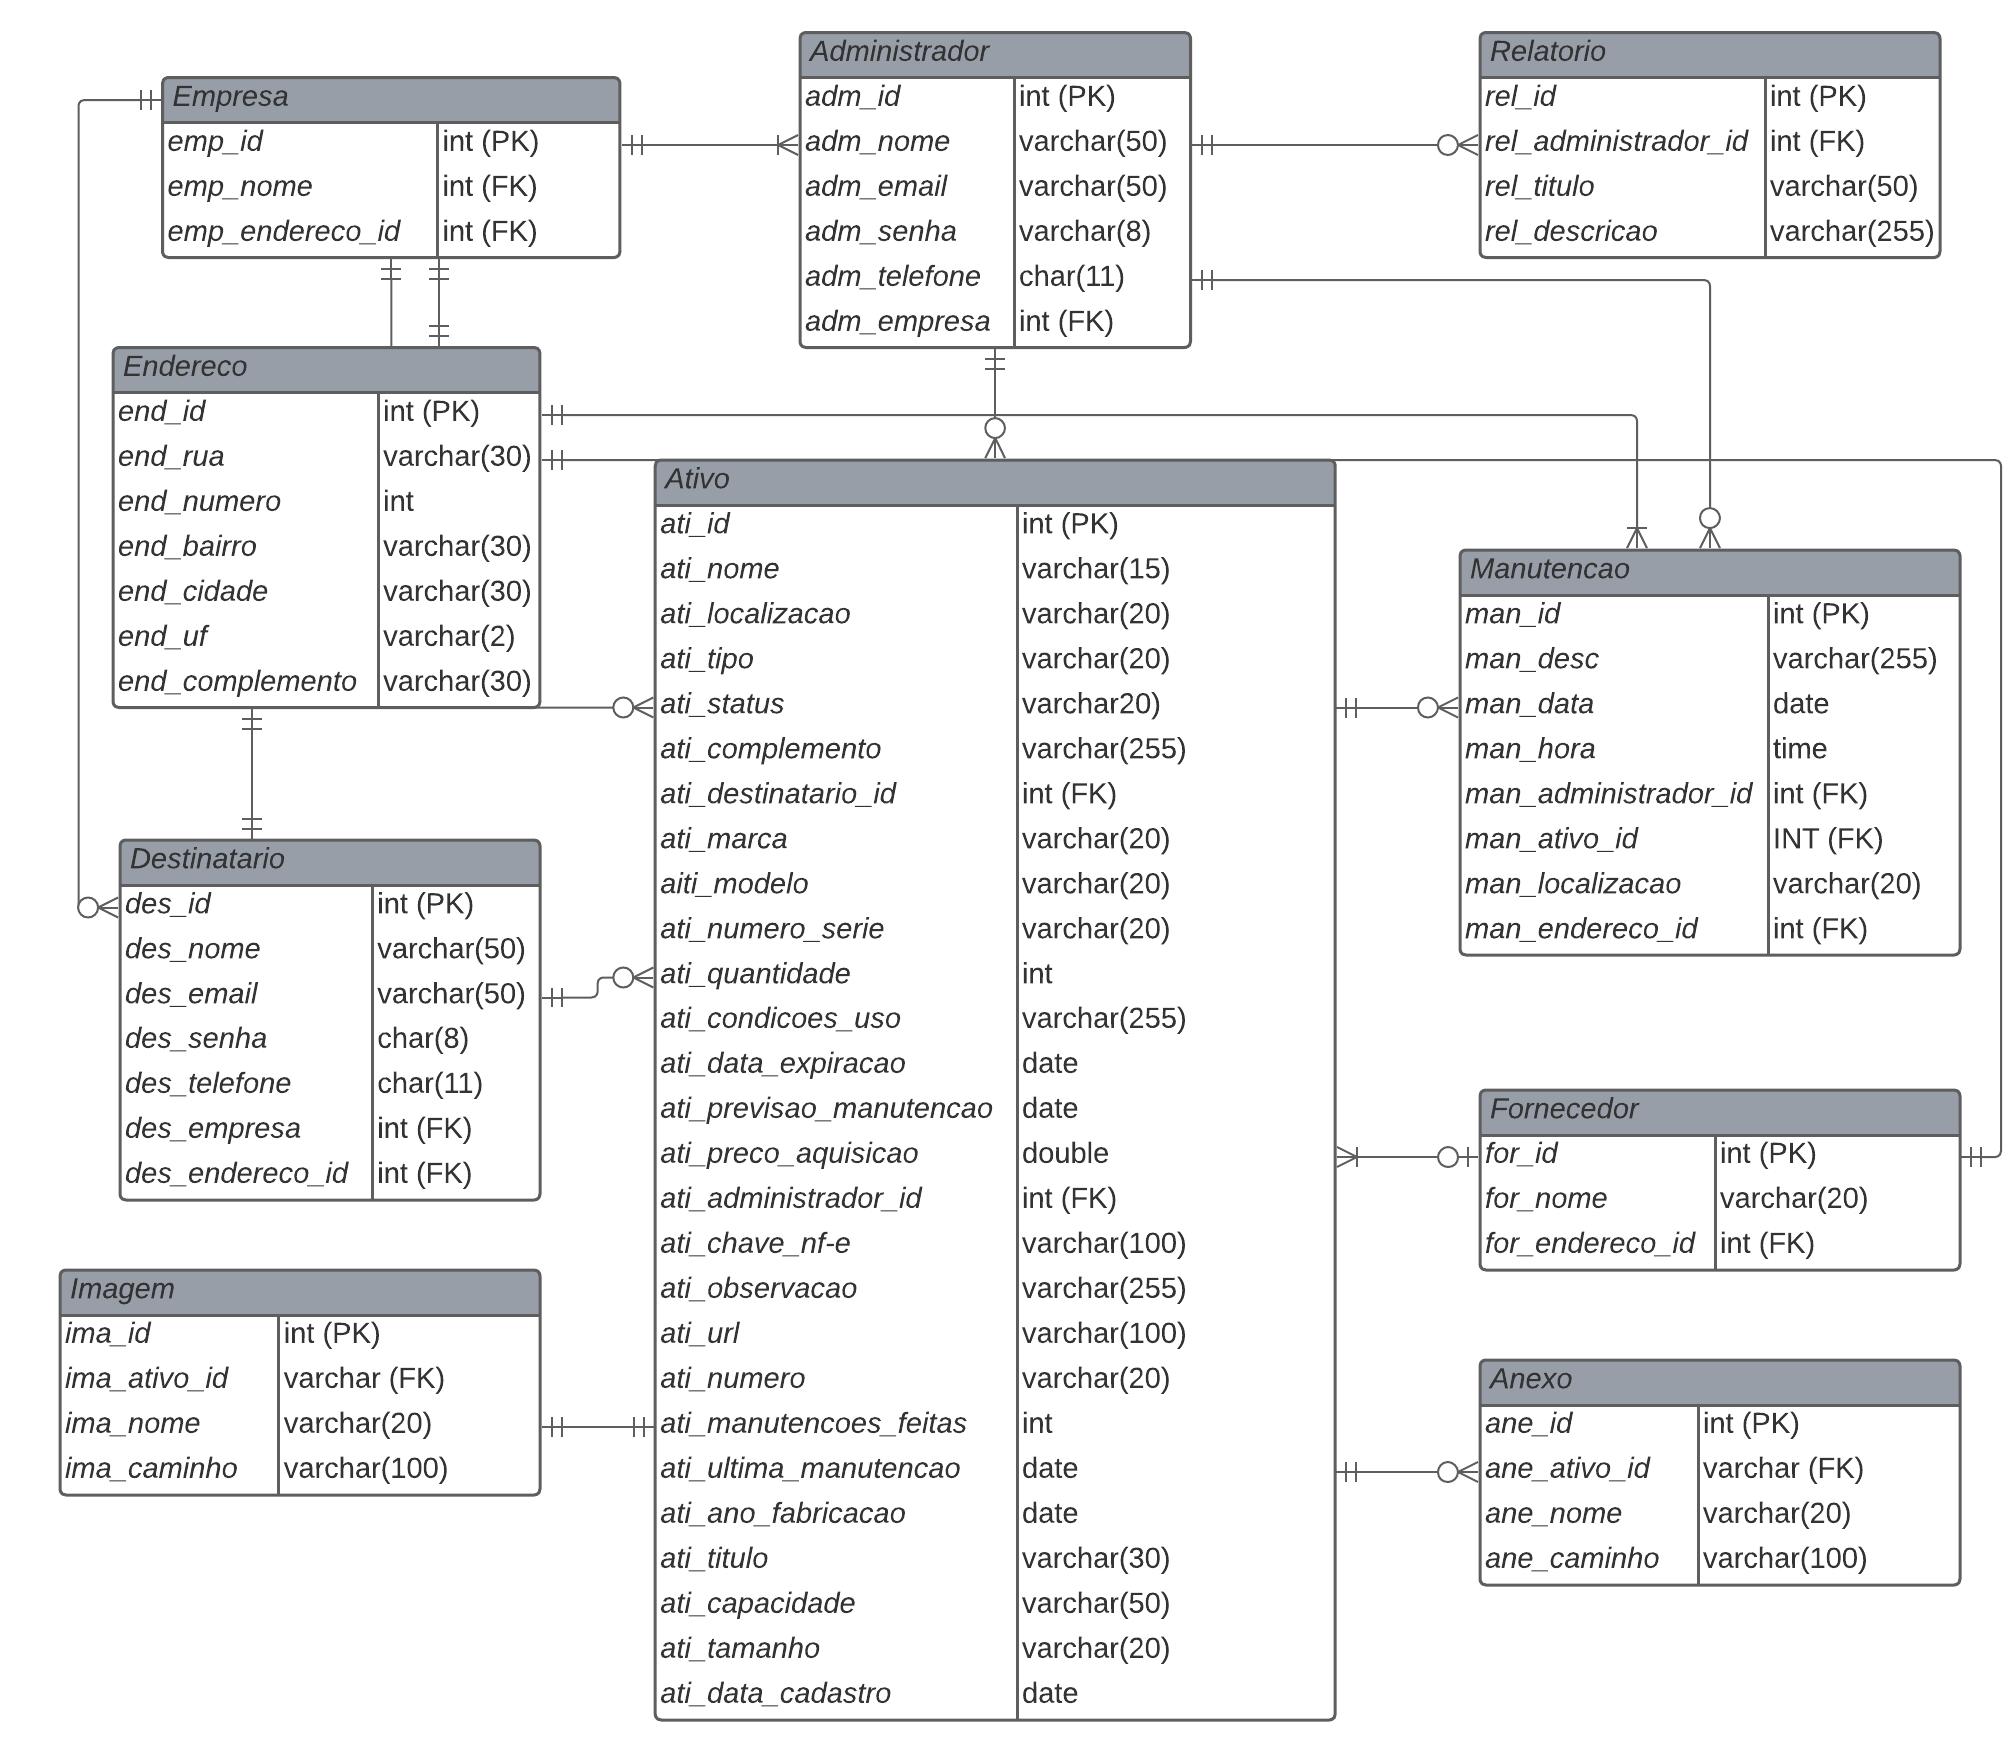 Empresa
emp_id int (PK)
emp_nome int (FK)
emp_endereco_id int (FK)
Administrador
adm_id int (PK)
adm_nome varchar(50)
adm_email varchar(50)
adm_senha varchar(8)
adm_telefone char(11)
adm_empresa int (FK)
Relatorio
rel_id int (PK)
rel_administrador_id int (FK)
rel_titulo varchar(50)
rel_descricao varchar(255)
Endereco
end_id int (PK)
end_rua varchar(30)
end_numero int
end_bairro varchar(30)
end_cidade varchar(30)
end_uf varchar(2)
end_complemento varchar(30)
Ativo
ati_id int (PK)
ati_nome varchar(15)
ati_localizacao varchar(20)
ati_tipo varchar(20)
ati_status varchar20)
ati_complemento varchar(255)
ati_destinatario_id int (FK)
ati_marca varchar(20)
aiti_modelo varchar(20)
ati_numero_serie varchar(20)
ati_quantidade int
ati_condicoes_uso varchar(255)
ati_data_expiracao date
ati_previsao_manutencao date
ati_preco_aquisicao double
ati_administrador_id int (FK)
ati_chave_nf-e varchar(100)
ati_observacao varchar(255)
ati_url varchar(100)
ati_numero varchar(20)
ati_manutencoes_feitas int
ati_ultima_manutencao date
ati_ano_fabricacao date
ati_titulo varchar(30)
ati_capacidade varchar(50)
ati_tamanho varchar(20)
ati_data_cadastro date
Manutencao
man_id int (PK)
man_desc varchar(255)
man_data date
man_hora time
man_administrador_id int (FK)
man_ativo_id INT (FK)
man_localizacao varchar(20)
man_endereco_id int (FK)
Destinatario
des_id int (PK)
des_nome varchar(50)
des_email varchar(50)
des_senha char(8)
des_telefone char(11)
des_empresa int (FK)
des_endereco_id int (FK)
Fornecedor
for_id int (PK)
for_nome varchar(20)
for_endereco_id int (FK)
Imagem
ima_id int (PK)
ima_ativo_id varchar (FK)
ima_nome varchar(20)
ima_caminho varchar(100)
Anexo
ane_id int (PK)
ane_ativo_id varchar (FK)
ane_nome varchar(20)
ane_caminho varchar(100)